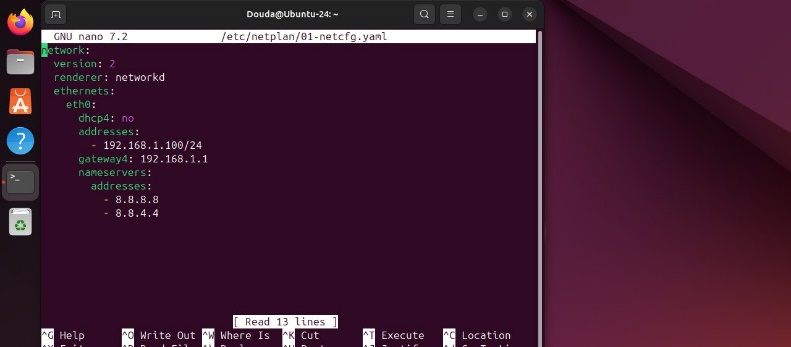 Douda@Ubuntu-24: ~
GNU nano 7.2 /etc/netplan/01-netcfg.yaml
network:
  version: 2
  renderer: networkd
  ethernets:
    eth0:
      dhcp4: no
      addresses:
        - 192.168.1.100/24
      gateway4: 192.168.1.1
      nameservers:
        addresses:
          - 8.8.8.8
          - 8.8.4.4
[ Read 13 lines ]
^G Help ^O Write Out ^W Where Is ^K Cut ^T Execute ^C Location